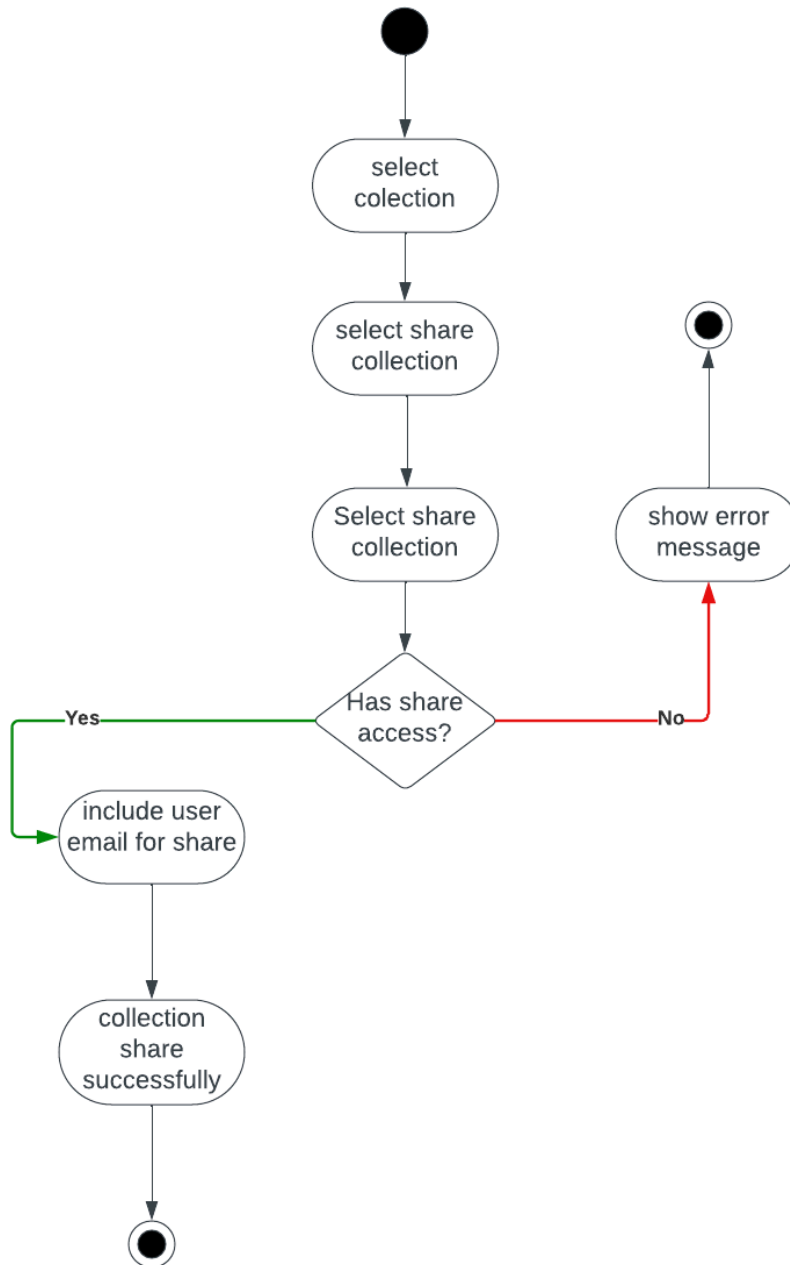 select
colection
select share
collection
Select share
collection
show error
message
Has share
access?
Yes
No
include user
email for share
collection
share
successfully